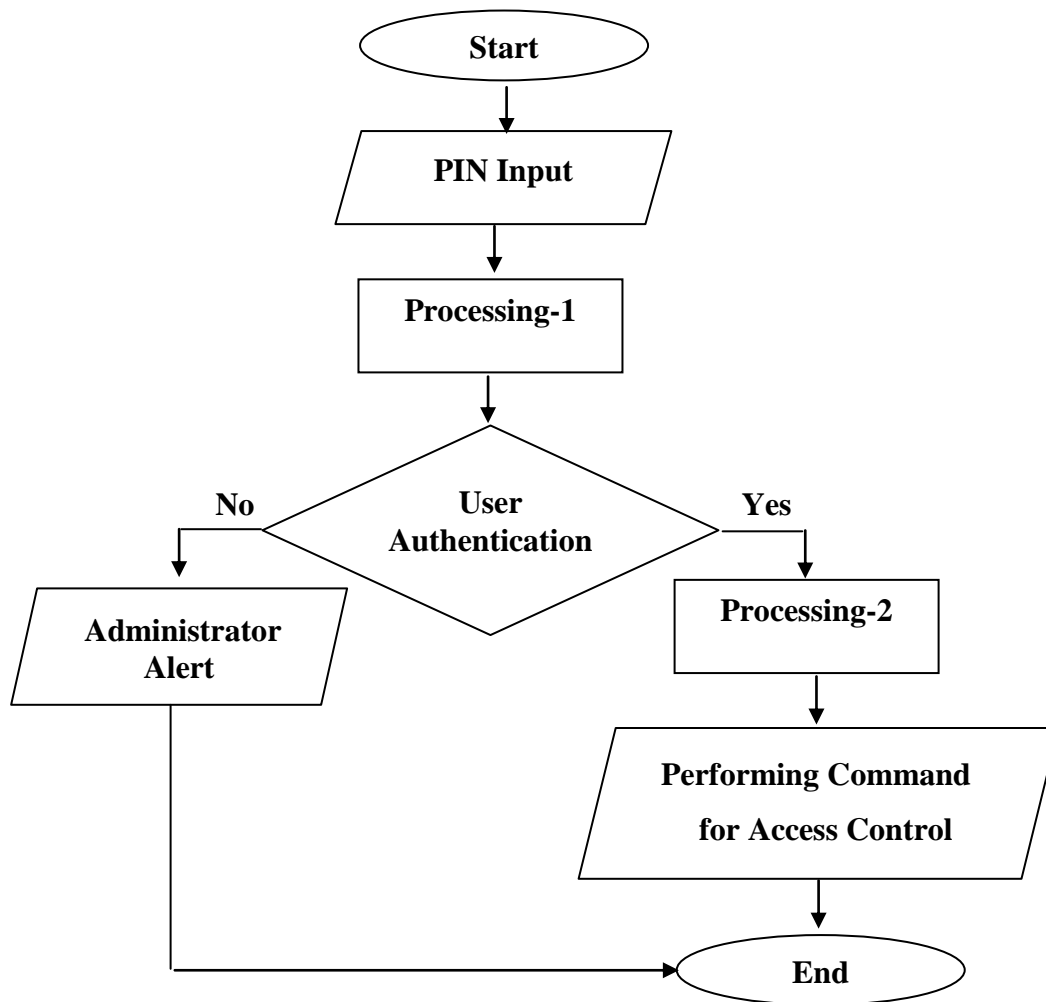 Start
PIN Input
Processing-1
No
Yes
User
Authentication
Administrator
Alert
Processing-2
Performing Command
for Access Control
End